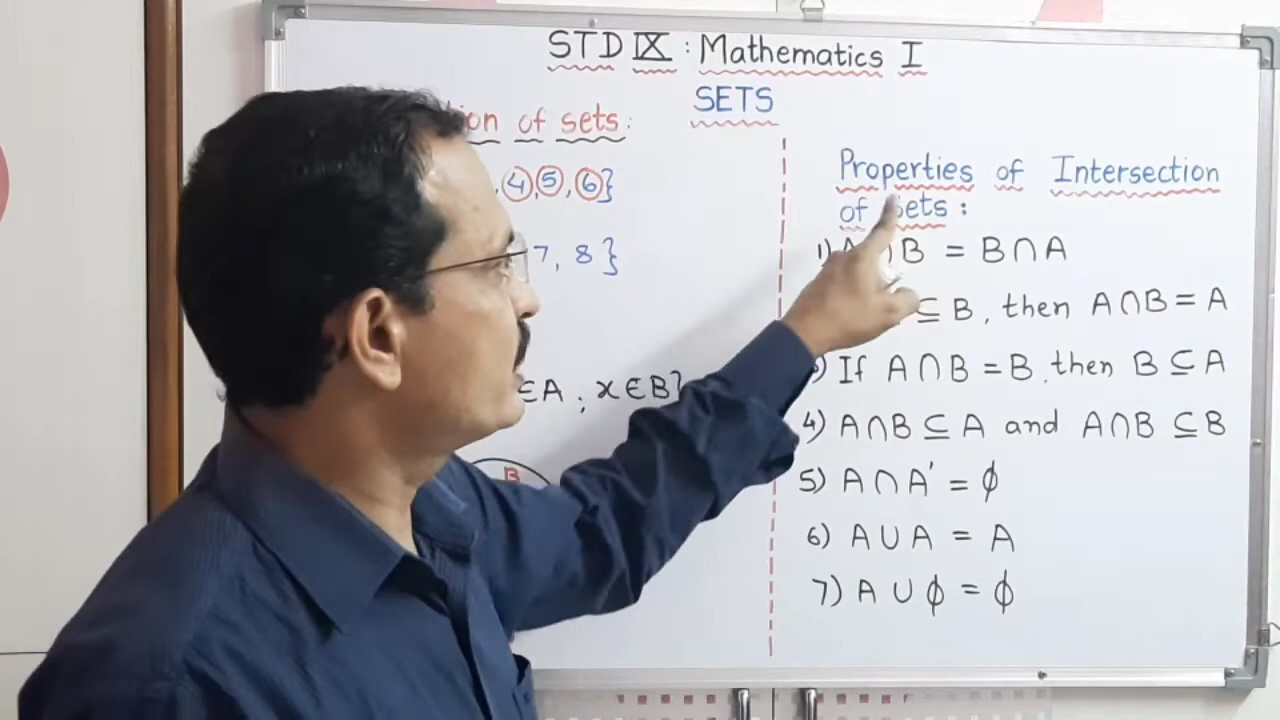 STD IX : Mathematics I
SETS
on of sets:
, 4, 5, 6}
7, 8 }
∈A ; x∈B}
B
Properties of Intersection
of Sets :
1) A ∩ B = B ∩ A
⊆ B, then A ∩ B = A
) If A ∩ B = B, then B ⊆ A
4) A ∩ B ⊆ A and A ∩ B ⊆ B
5) A ∩ A' = ϕ
6) A ∪ A = A
7) A ∪ ϕ = ϕ